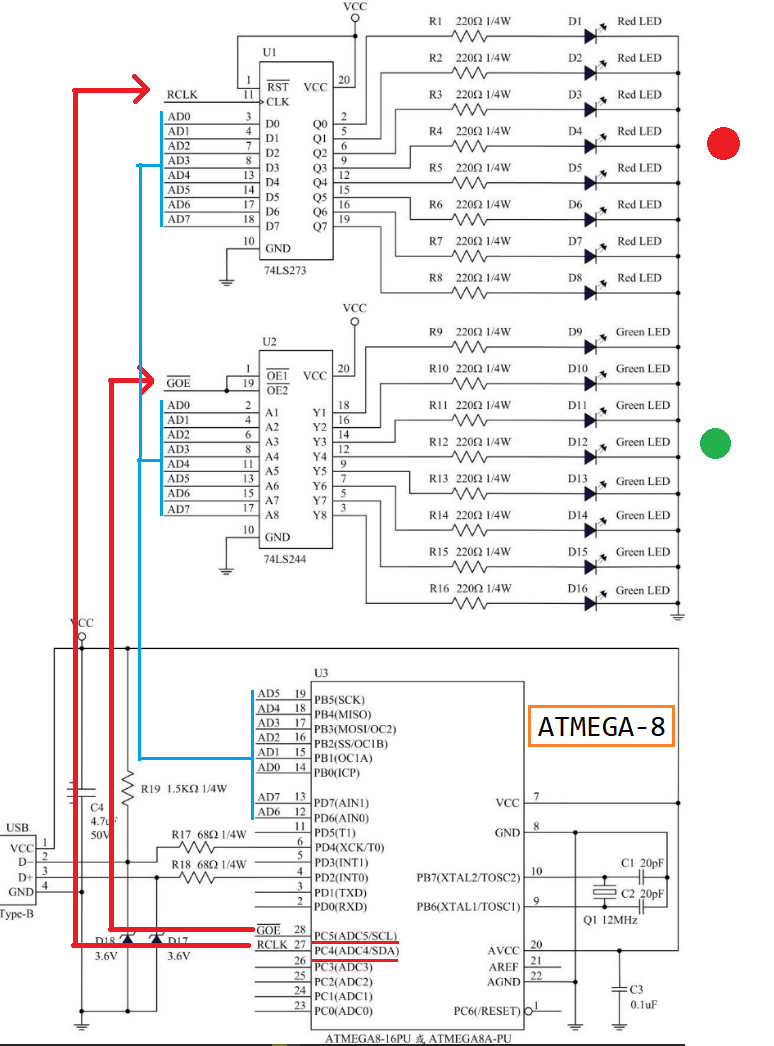 VCC
U1
RCLK
1 RST VCC 20
11 CLK
AD0 3 D0 Q0 2
AD1 4 D1 Q1 5
AD2 7 D2 Q2 6
AD3 8 D3 Q3 9
AD4 13 D4 Q4 12
AD5 14 D5 Q5 15
AD6 17 D6 Q6 16
AD7 18 D7 Q7 19
10 GND
74LS273
R1 220Ω 1/4W D1 Red LED
R2 220Ω 1/4W D2 Red LED
R3 220Ω 1/4W D3 Red LED
R4 220Ω 1/4W D4 Red LED
R5 220Ω 1/4W D5 Red LED
R6 220Ω 1/4W D6 Red LED
R7 220Ω 1/4W D7 Red LED
R8 220Ω 1/4W D8 Red LED
VCC
U2
GOE
1 OE1 VCC 20
19 OE2
AD0 2 A1 Y1 18
AD1 4 A2 Y2 16
AD2 6 A3 Y3 14
AD3 8 A4 Y4 12
AD4 11 A5 Y5 9
AD5 13 A6 Y6 7
AD6 15 A7 Y7 5
AD7 17 A8 Y8 3
10 GND
74LS244
R9 220Ω 1/4W D9 Green LED
R10 220Ω 1/4W D10 Green LED
R11 220Ω 1/4W D11 Green LED
R12 220Ω 1/4W D12 Green LED
R13 220Ω 1/4W D13 Green LED
R14 220Ω 1/4W D14 Green LED
R15 220Ω 1/4W D15 Green LED
R16 220Ω 1/4W D16 Green LED
VCC
U3
ATMEGA-8
AD5 19 PB5(SCK)
AD4 18 PB4(MISO)
AD3 17 PB3(MOSI/OC2)
AD2 16 PB2(SS/OC1B)
AD1 15 PB1(OC1A)
AD0 14 PB0(ICP)
AD7 13 PD7(AIN1)
AD6 12 PD6(AIN0)
11 PD5(T1)
6 PD4(XCK/T0)
5 PD3(INT1)
4 PD2(INT0)
3 PD1(TXD)
2 PD0(RXD)
GOE 28 PC5(ADC5/SCL)
RCLK 27 PC4(ADC4/SDA)
26 PC3(ADC3)
25 PC2(ADC2)
24 PC1(ADC1)
23 PC0(ADC0)
VCC 7
GND 8
PB7(XTAL2/TOSC2) 10
PB6(XTAL1/TOSC1) 9
AVCC 20
AREF 21
AGND 22
PC6(/RESET) 1
C1 20pF
C2 20pF
Q1 12MHz
C3
0.1uF
R19 1.5KΩ 1/4W
C4
4.7uF
50V
R17 68Ω 1/4W
R18 68Ω 1/4W
USB
VCC 1
D− 2
D+ 3
GND 4
Type-B
D18
3.6V
D17
3.6V
ATMEGA8-16PU 或 ATMEGA8A-PU